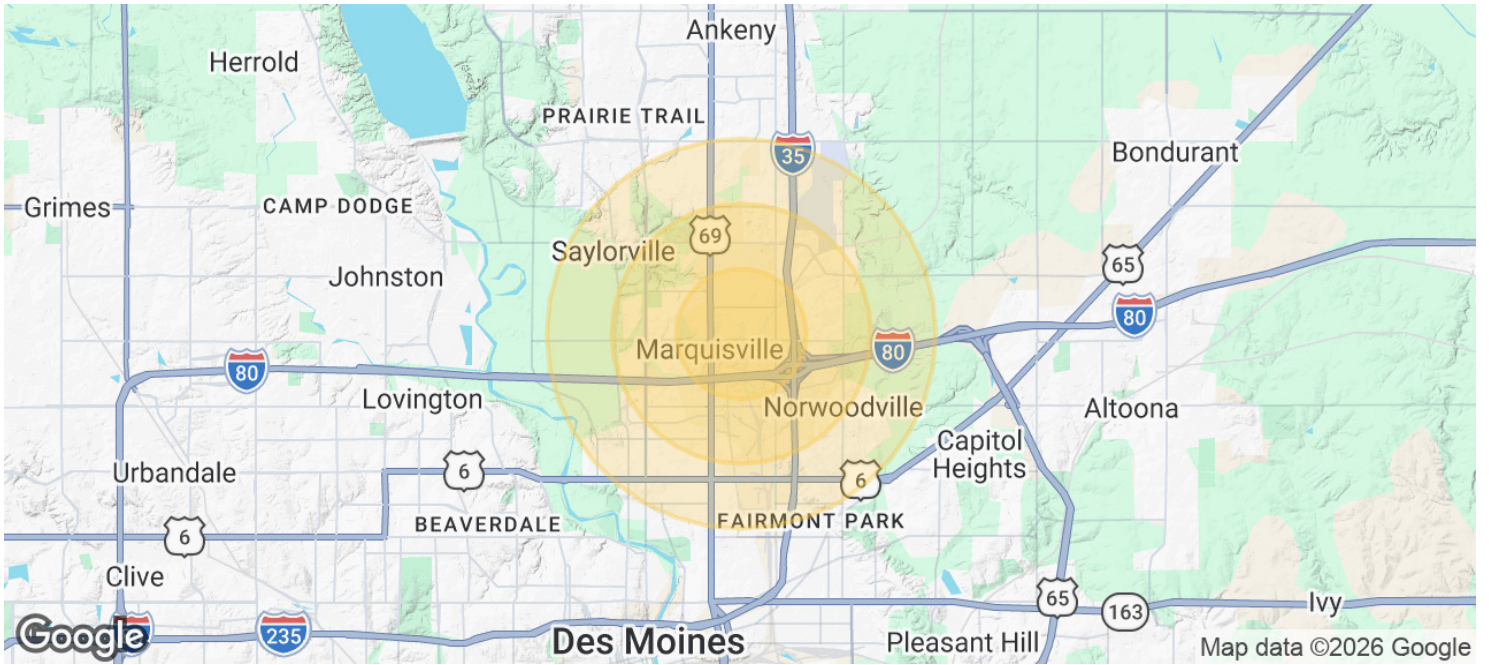 Ankeny
Herrold
PRAIRIE TRAIL
35
Bondurant
Grimes
CAMP DODGE
69
Saylorville
65
Johnston
80
Marquisville
80
80
Lovington
Norwoodville
Altoona
Capitol
Heights
Urbandale
6
6
BEAVERDALE
FAIRMONT PARK
6
Clive
65
163
Ivy
Google
235
Des Moines
Pleasant Hill
Map data ©2026 Google